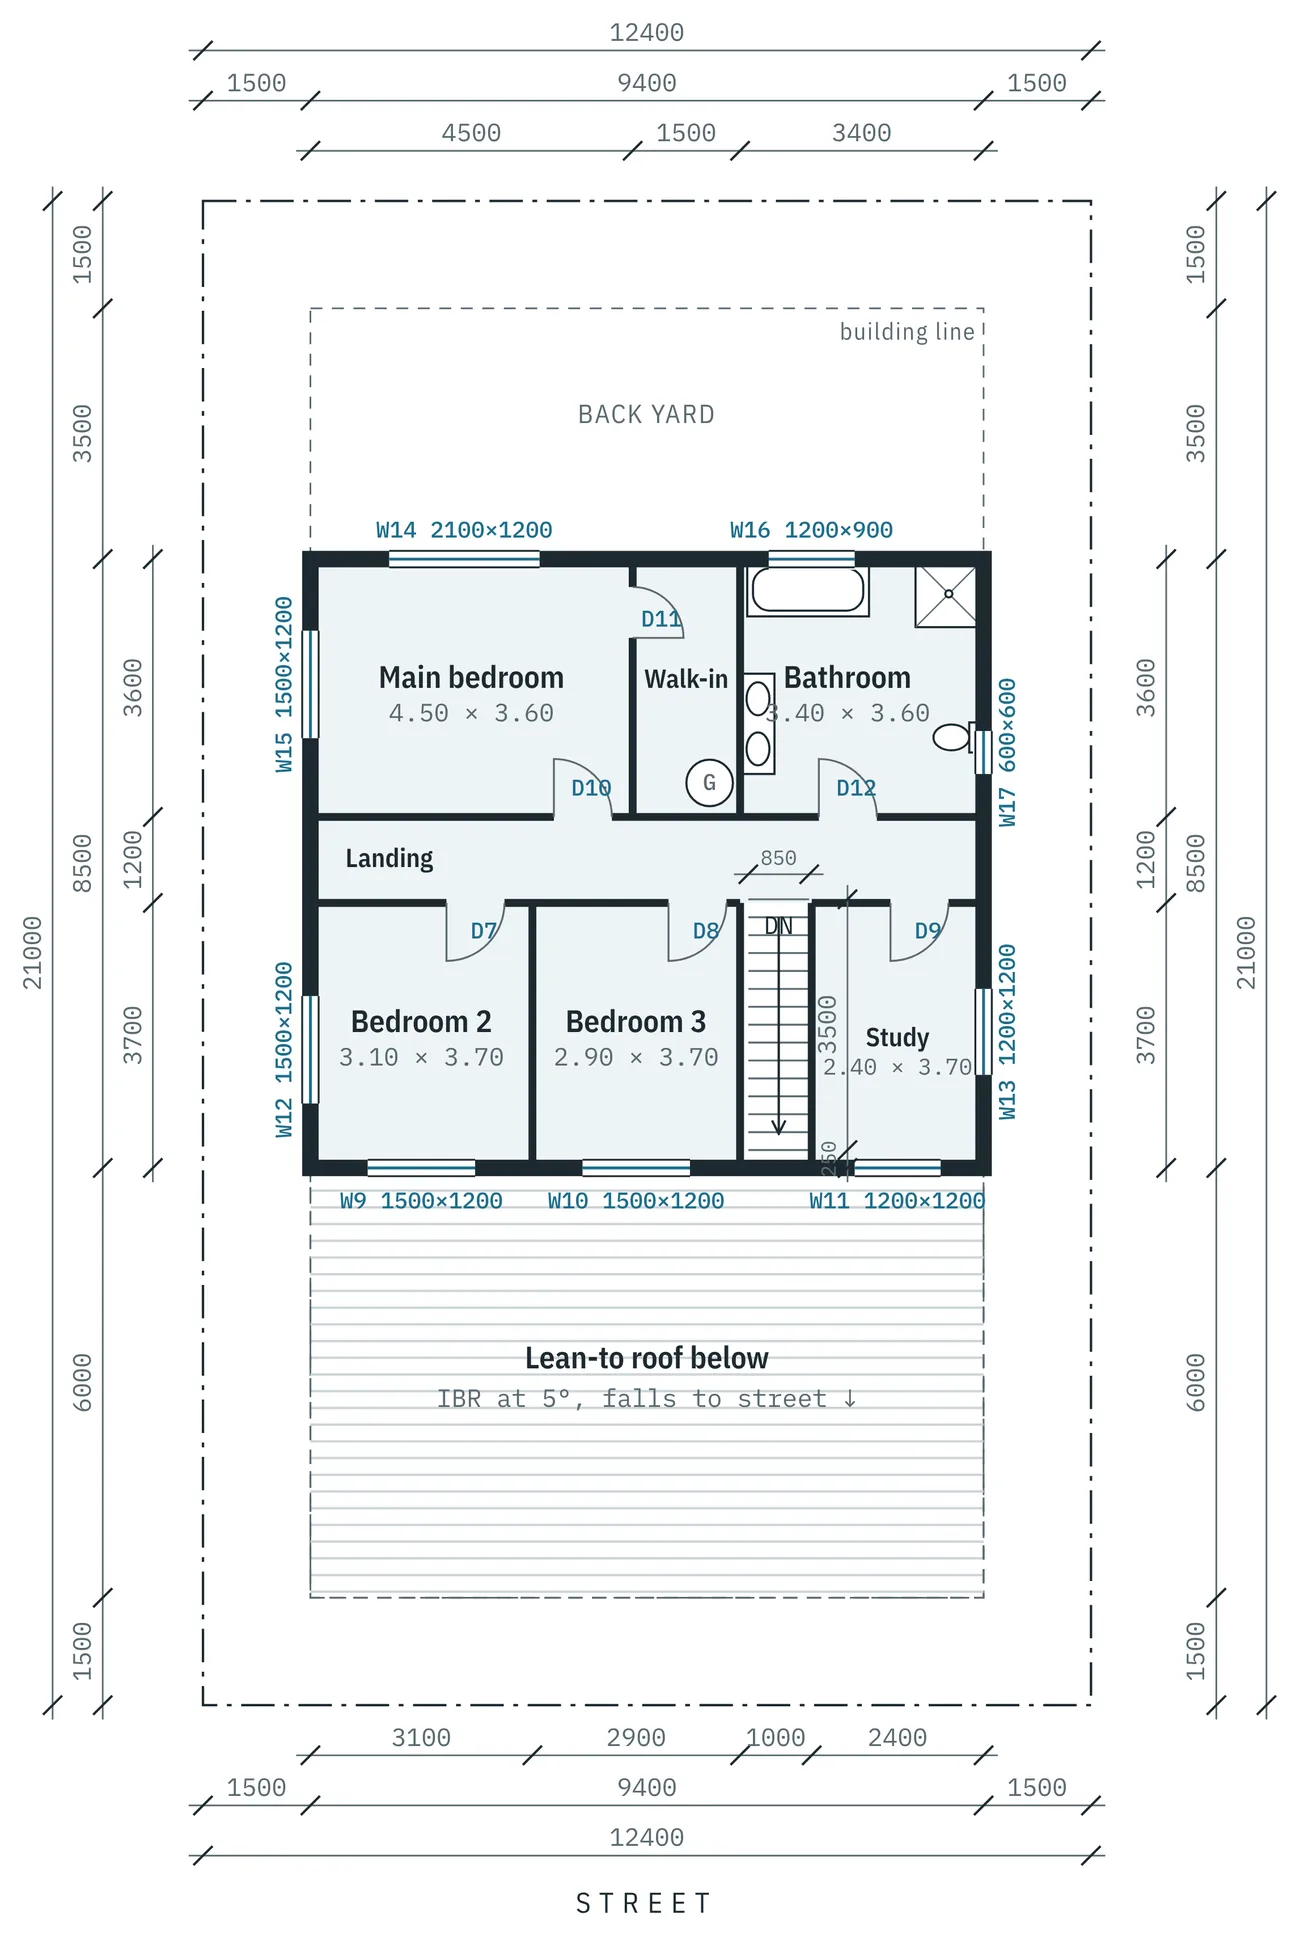 12400
1500 9400 1500
4500 1500 3400
1500
1500
building line
3500
3500
BACK YARD
W14 2100×1200
W16 1200×900
W15 1500×1200
D11
Main bedroom
4.50 × 3.60
Walk-in
Bathroom
3.40 × 3.60
3600
3600
W17 600×600
G
D10
D12
Landing
850
8500
1200
1200
8500
21000
21000
DN
D7
D8
D9
W12 1500×1200
Bedroom 2
3.10 × 3.70
Bedroom 3
2.90 × 3.70
3500
Study
2.40 × 3.70
W13 1200×1200
3700
3700
250
W9 1500×1200
W10 1500×1200
W11 1200×1200
Lean-to roof below
IBR at 5°, falls to street ↓
6000
6000
1500
1500
3100 2900 1000 2400
1500 9400 1500
12400
STREET